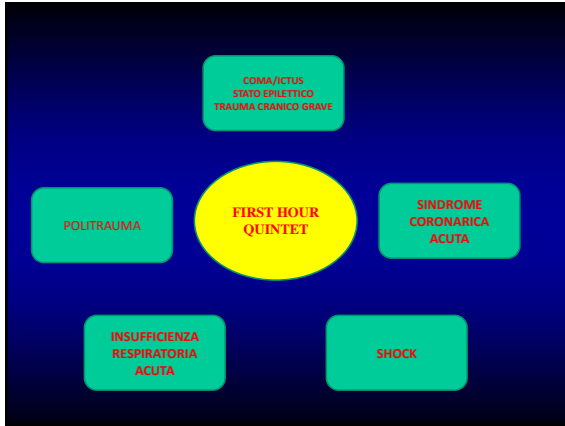 COMA/ICTUS
STATO EPILETTICO
TRAUMA CRANICO GRAVE
POLITRAUMA
FIRST HOUR
QUINTET
SINDROME
CORONARICA
ACUTA
INSUFFICIENZA
RESPIRATORIA
ACUTA
SHOCK